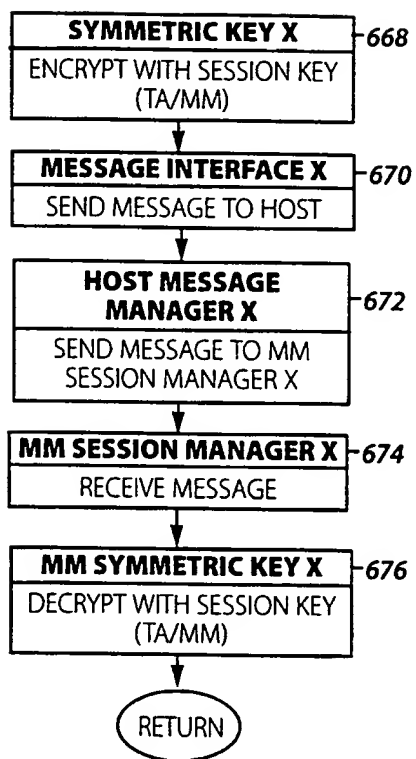 SYMMETRIC KEY X
668
ENCRYPT WITH SESSION KEY
(TA/MM)
MESSAGE INTERFACE X
670
SEND MESSAGE TO HOST
HOST MESSAGE
MANAGER X
672
SEND MESSAGE TO MM
SESSION MANAGER X
MM SESSION MANAGER X
674
RECEIVE MESSAGE
MM SYMMETRIC KEY X
676
DECRYPT WITH SESSION KEY
(TA/MM)
RETURN